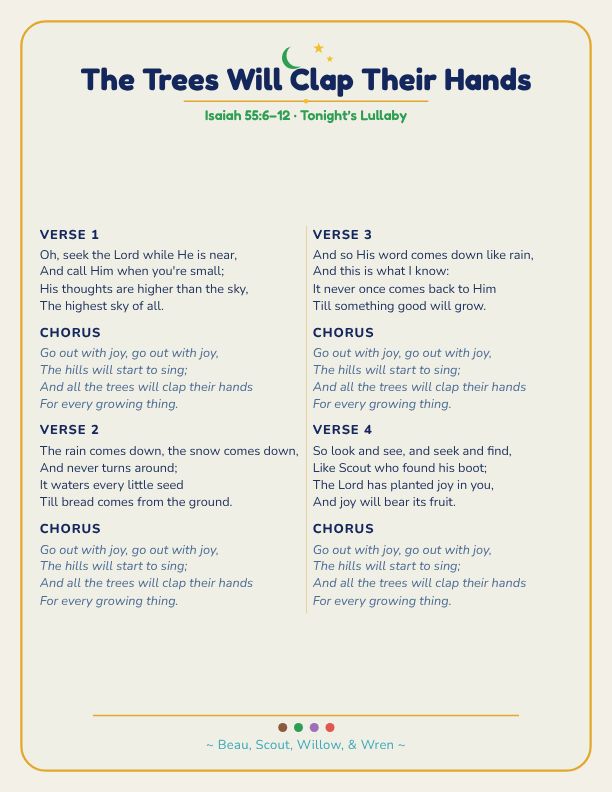 The Trees Will Clap Their Hands
Isaiah 55:6–12 · Tonight's Lullaby
VERSE 1
Oh, seek the Lord while He is near,
And call Him when you're small;
His thoughts are higher than the sky,
The highest sky of all.
CHORUS
Go out with joy, go out with joy,
The hills will start to sing;
And all the trees will clap their hands
For every growing thing.
VERSE 2
The rain comes down, the snow comes down,
And never turns around;
It waters every little seed
Till bread comes from the ground.
CHORUS
Go out with joy, go out with joy,
The hills will start to sing;
And all the trees will clap their hands
For every growing thing.
VERSE 3
And so His word comes down like rain,
And this is what I know:
It never once comes back to Him
Till something good will grow.
CHORUS
Go out with joy, go out with joy,
The hills will start to sing;
And all the trees will clap their hands
For every growing thing.
VERSE 4
So look and see, and seek and find,
Like Scout who found his boot;
The Lord has planted joy in you,
And joy will bear its fruit.
CHORUS
Go out with joy, go out with joy,
The hills will start to sing;
And all the trees will clap their hands
For every growing thing.
~ Beau, Scout, Willow, & Wren ~